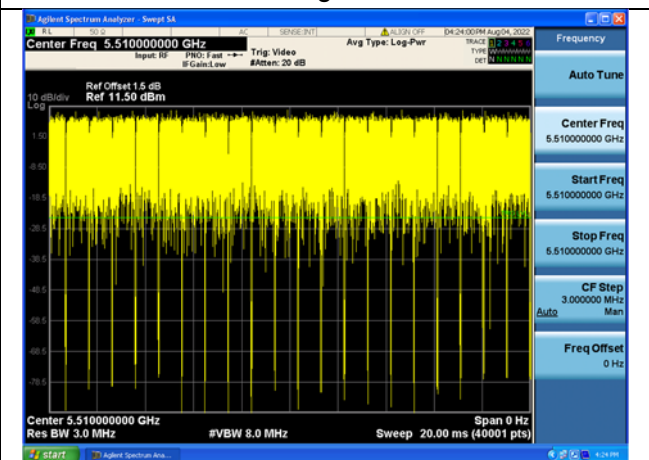 Agilent Spectrum Analyzer - Swept SA
RL 50 Ω AC SENSE:INT ALIGN OFF 04:24:00 PM Aug 04, 2022
Center Freq 5.510000000 GHz
Input: RF PNO: Fast IFGain:Low
Trig: Video #Atten: 20 dB
Avg Type: Log-Pwr
TRACE 1 2 3 4 5 6
TYPE
DET N N N N N N
Ref Offset 1.5 dB
10 dB/div Ref 11.50 dBm
Log
1.50
-8.50
-18.5
-28.5
-38.5
-48.5
-58.5
-68.5
-78.5
Center 5.510000000 GHz Span 0 Hz
Res BW 3.0 MHz #VBW 8.0 MHz Sweep 20.00 ms (40001 pts)
Frequency
Auto Tune
Center Freq
5.510000000 GHz
Start Freq
5.510000000 GHz
Stop Freq
5.510000000 GHz
CF Step
3.000000 MHz
Auto Man
Freq Offset
0 Hz
start Agilent Spectrum Ana... 4:24 PM